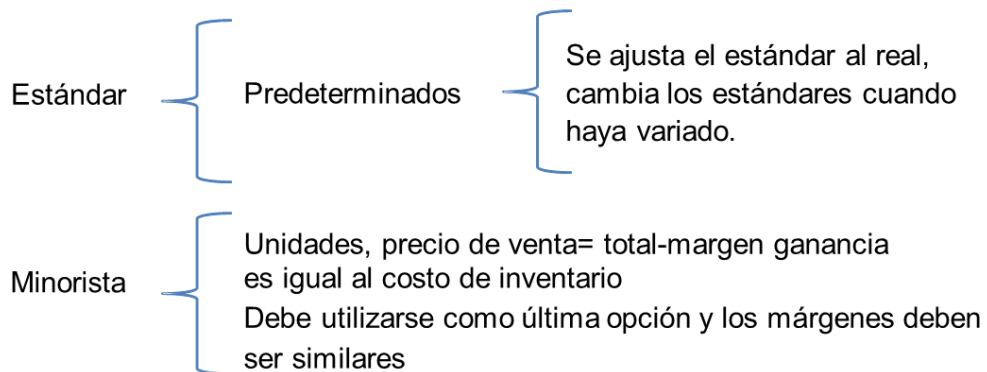 Estándar
Predeterminados
Se ajusta el estándar al real,
cambia los estándares cuando
haya variado.
Minorista
Unidades, precio de venta= total-margen ganancia
es igual al costo de inventario
Debe utilizarse como última opción y los márgenes deben
ser similares